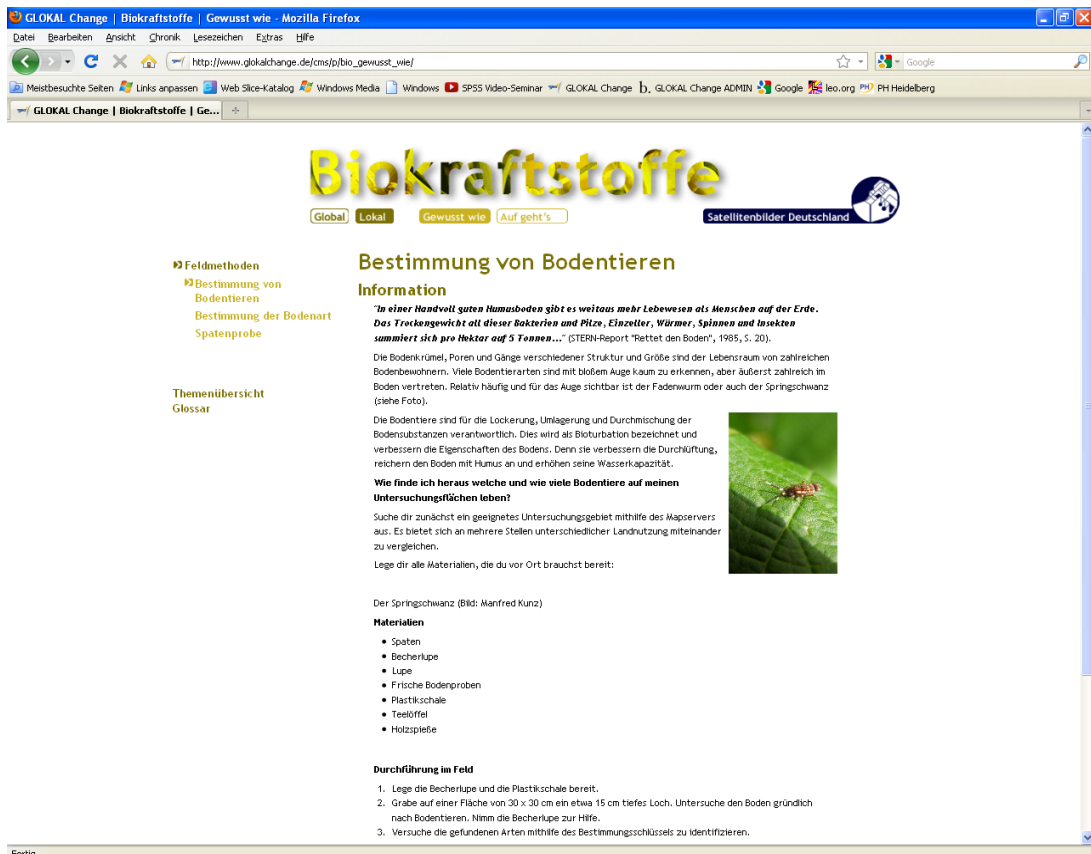 GLOKAL Change | Biokraftstoffe | Gewusst wie - Mozilla Firefox
Datei Bearbeiten Ansicht Chronik Lesezeichen Extras Hilfe
http://www.glokalchange.de/cms/p/bio_gewusst_wie/ Google
Meistbesuchte Seiten Links anpassen Web Slice-Katalog Windows Media Windows SPSS Video-Seminar GLOKAL Change b. GLOKAL Change ADMIN Google leo.org PH Heidelberg
GLOKAL Change | Biokraftstoffe | Ge...
Biokraftstoffe
Global Lokal Gewusst wie Auf geht's Satellitenbilder Deutschland
Feldmethoden
Bestimmung von
Bodentieren
Bestimmung der Bodenart
Spatenprobe
Themenübersicht
Glossar
Bestimmung von Bodentieren
Information
"In einer Handvoll guten Humusboden gibt es weitaus mehr Lebewesen als Menschen auf der Erde.
Das Trockengewicht all dieser Bakterien und Pilze, Einzeller, Würmer, Spinnen und Insekten
summiert sich pro Hektar auf 5 Tonnen..." (STERN-Report "Rettet den Boden", 1985, S. 20).
Die Bodenkrümel, Poren und Gänge verschiedener Struktur und Größe sind der Lebensraum von zahlreichen
Bodenbewohnern. Viele Bodentierarten sind mit bloßem Auge kaum zu erkennen, aber äußerst zahlreich im
Boden vertreten. Relativ häufig und für das Auge sichtbar ist der Fadenwurm oder auch der Springschwanz
(siehe Foto).
Die Bodentiere sind für die Lockerung, Umlagerung und Durchmischung der
Bodensubstanzen verantwortlich. Dies wird als Bioturbation bezeichnet und
verbessern die Eigenschaften des Bodens. Denn sie verbessern die Durchlüftung,
reichern den Boden mit Humus an und erhöhen seine Wasserkapazität.
Wie finde ich heraus welche und wie viele Bodentiere auf meinen
Untersuchungsflächen leben?
Suche dir zunächst ein geeignetes Untersuchungsgebiet mithilfe des Mapservers
aus. Es bietet sich an mehrere Stellen unterschiedlicher Landnutzung miteinander
zu vergleichen.
Lege dir alle Materialien, die du vor Ort brauchst bereit:
Der Springschwanz (Bild: Manfred Kunz)
Materialien
• Spaten
• Becherlupe
• Lupe
• Frische Bodenproben
• Plastikschale
• Teelöffel
• Holzspieße
Durchführung im Feld
1. Lege die Becherlupe und die Plastikschale bereit.
2. Grabe auf einer Fläche von 30 x 30 cm ein etwa 15 cm tiefes Loch. Untersuche den Boden gründlich
nach Bodentieren. Nimm die Becherlupe zur Hilfe.
3. Versuche die gefundenen Arten mithilfe des Bestimmungsschlüssels zu identifizieren.
Fertig